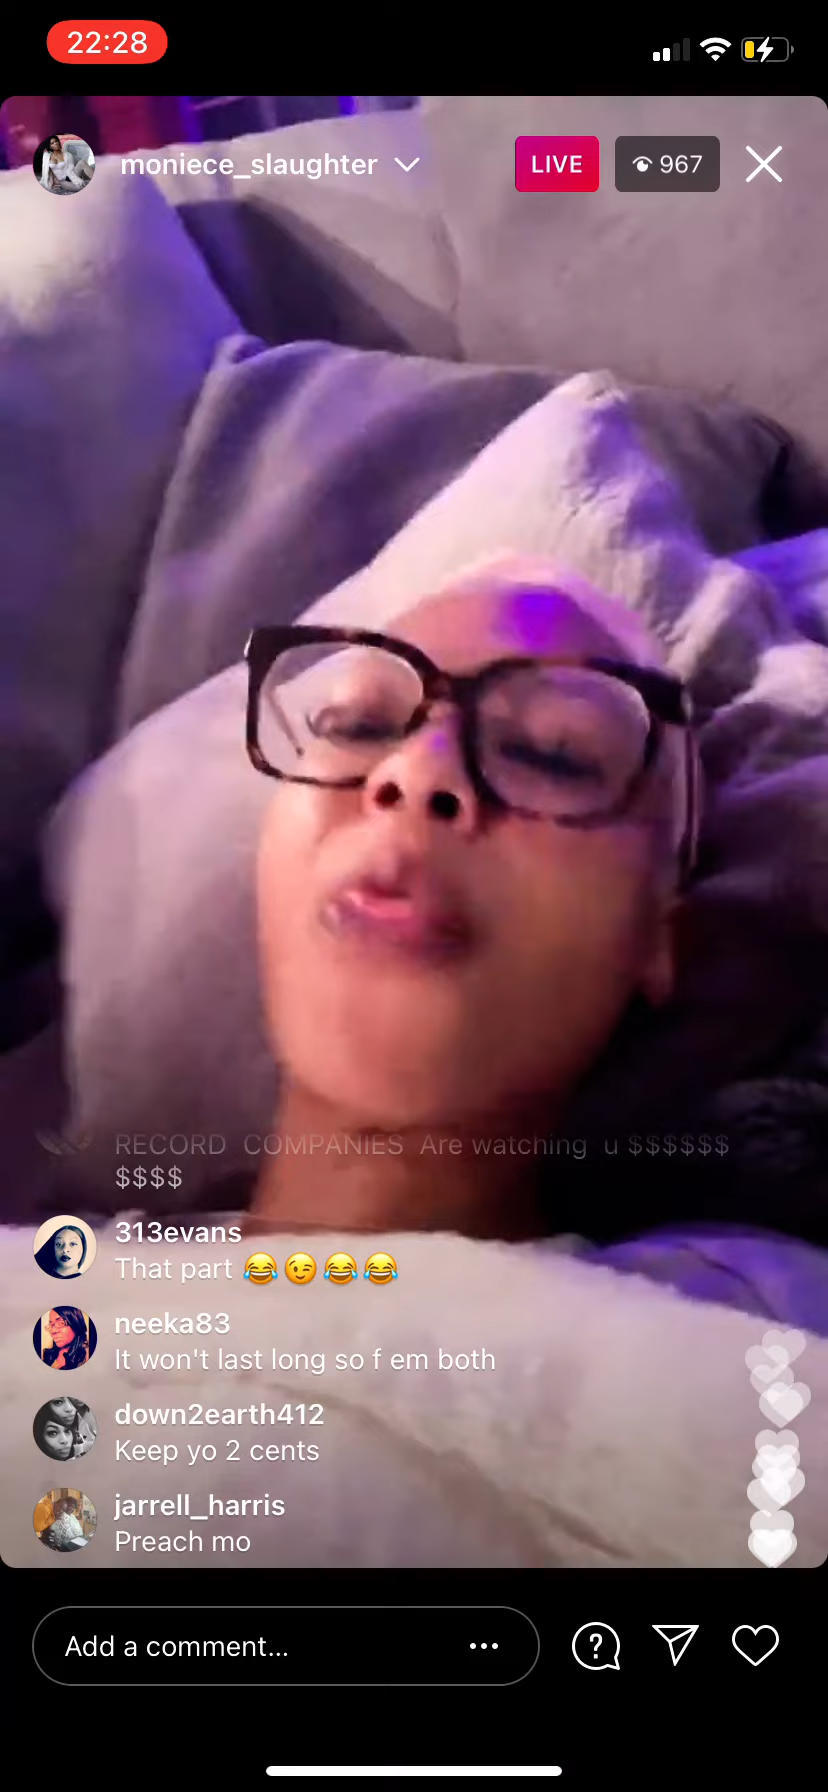 22:28
moniece_slaughter
LIVE
967
RECORD COMPANIES Are watching u $$$$$$
$$$$
313evans
That part 😂😉😂😂
neeka83
It won't last long so f em both
down2earth412
Keep yo 2 cents
jarrell_harris
Preach mo
Add a comment...